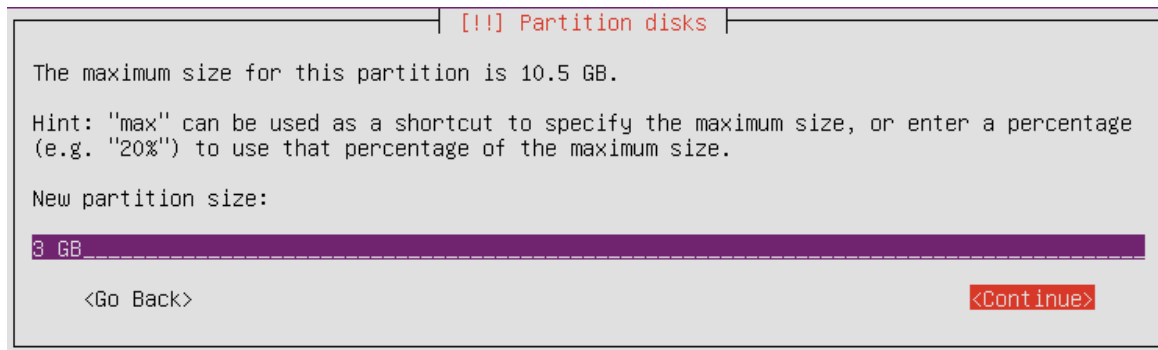 [!!] Partition disks
The maximum size for this partition is 10.5 GB.
Hint: "max" can be used as a shortcut to specify the maximum size, or enter a percentage
(e.g. "20%") to use that percentage of the maximum size.
New partition size:
3 GB
<Go Back> <Continue>